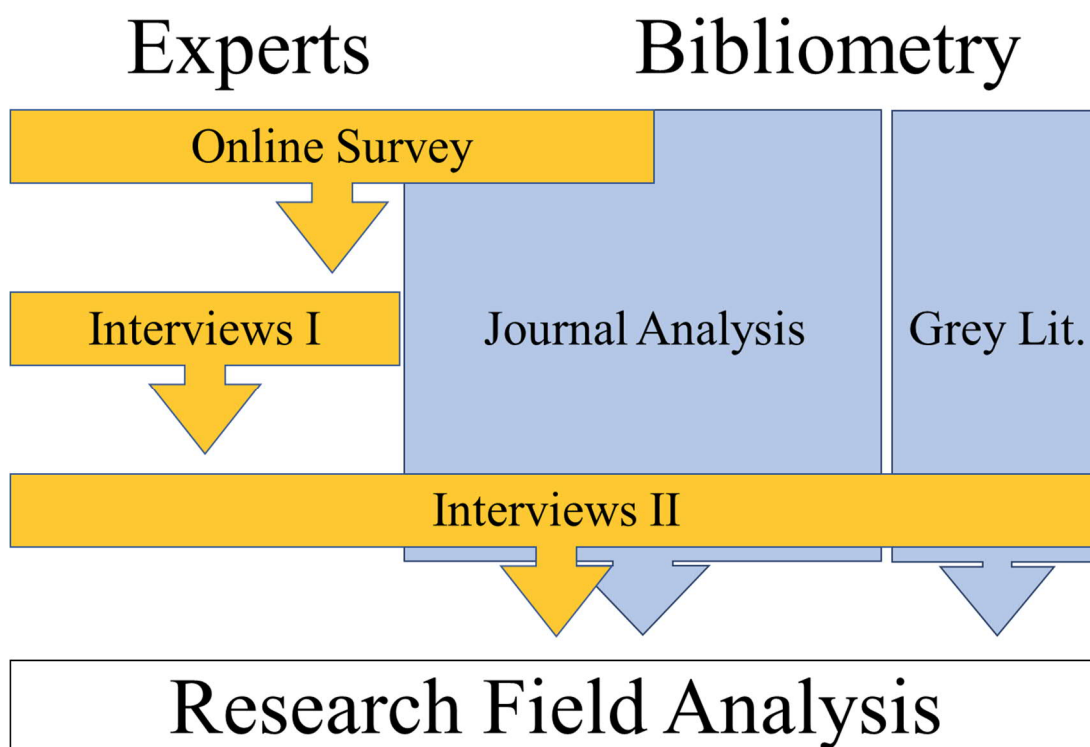 Experts
Bibliometry
Online Survey
Interviews I
Journal Analysis
Grey Lit.
Interviews II
Research Field Analysis